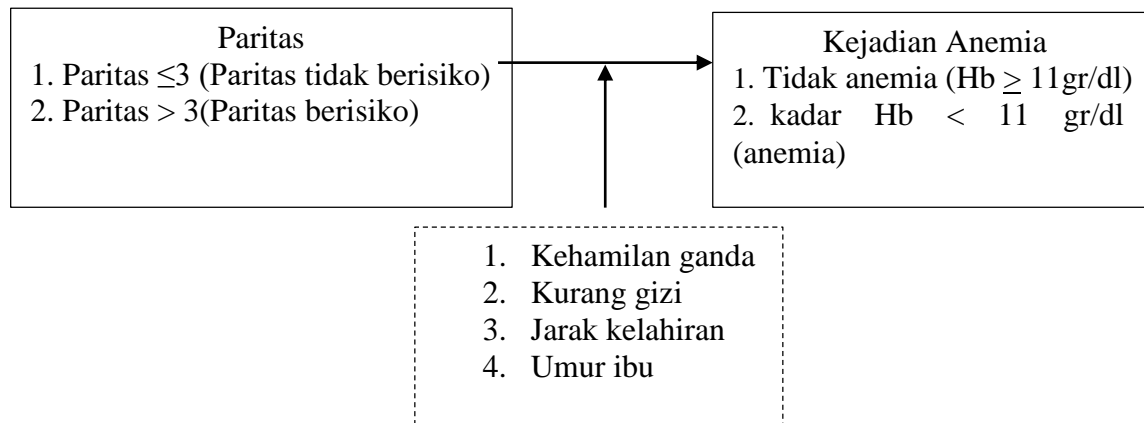 Paritas
1. Paritas ≤3 (Paritas tidak berisiko)
2. Paritas > 3(Paritas berisiko)
Kejadian Anemia
1. Tidak anemia (Hb ≥ 11gr/dl)
2. kadar Hb < 11 gr/dl
(anemia)
1. Kehamilan ganda
2. Kurang gizi
3. Jarak kelahiran
4. Umur ibu